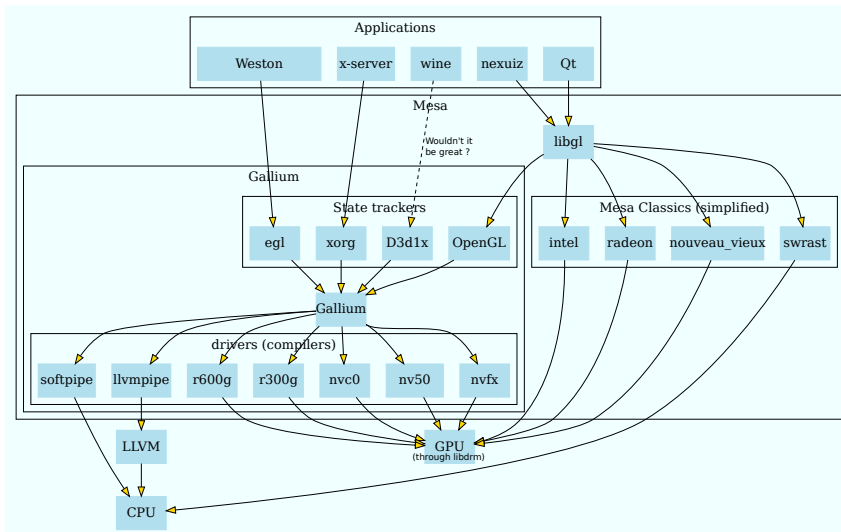 Applications
Weston
x-server
wine
nexuiz
Qt
Mesa
Wouldn't it
be great ?
libgl
Gallium
State trackers
Mesa Classics (simplified)
egl
xorg
D3d1x
OpenGL
intel
radeon
nouveau_vieux
swrast
Gallium
drivers (compilers)
softpipe
llvmpipe
r600g
r300g
nvc0
nv50
nvfx
LLVM
GPU
(through libdrm)
CPU